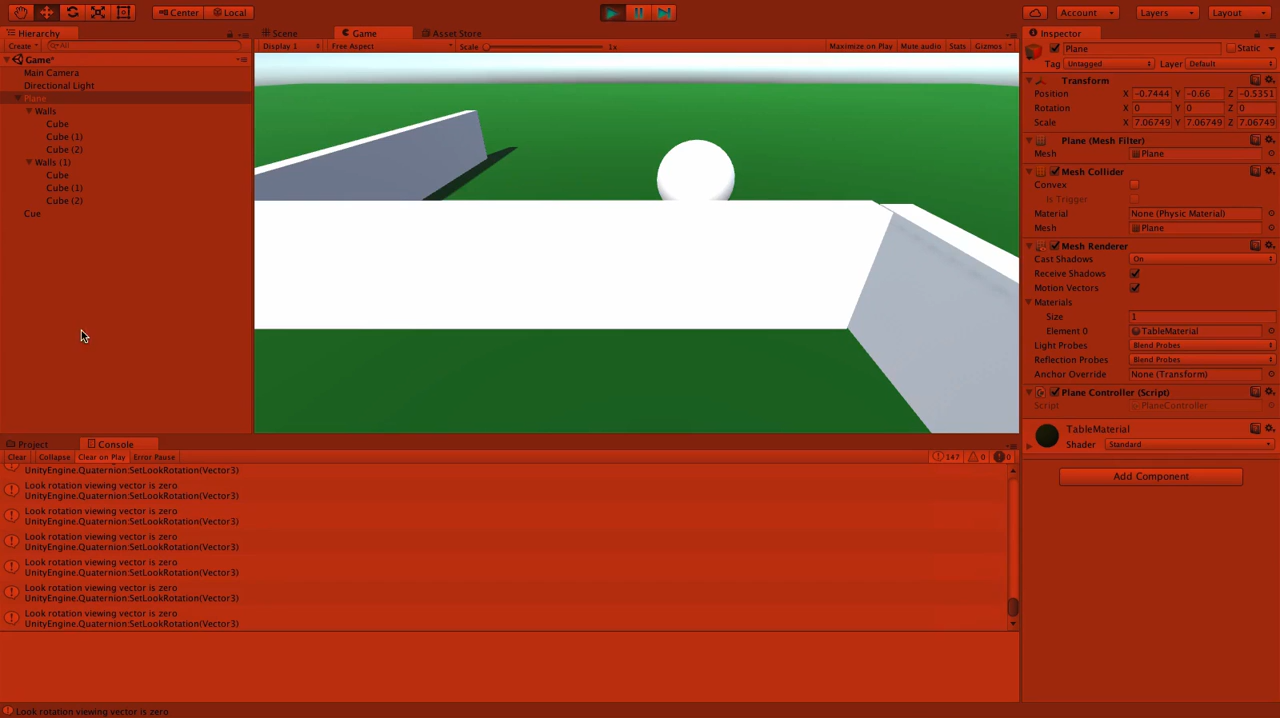 Center
Local
Account
Layers
Layout
Hierarchy
Create
All
Game*
Main Camera
Directional Light
Plane
Walls
Cube
Cube (1)
Cube (2)
Walls (1)
Cube
Cube (1)
Cube (2)
Cue
Scene
Game
Asset Store
Display 1
Free Aspect
Scale
1x
Maximize on Play
Mute audio
Stats
Gizmos
Inspector
Plane
Static
Tag Untagged Layer Default
Transform
Position X -0.7444 Y -0.66 Z -0.5351
Rotation X 0 Y 0 Z 0
Scale X 7.06749 Y 7.06749 Z 7.06749
Plane (Mesh Filter)
Mesh Plane
Mesh Collider
Convex
Is Trigger
Material None (Physic Material)
Mesh Plane
Mesh Renderer
Cast Shadows On
Receive Shadows
Motion Vectors
Materials
Size 1
Element 0 TableMaterial
Light Probes Blend Probes
Reflection Probes Blend Probes
Anchor Override None (Transform)
Plane Controller (Script)
Script PlaneController
TableMaterial
Shader Standard
Add Component
Project
Console
Clear
Collapse
Clear on Play
Error Pause
147
0
0
UnityEngine.Quaternion:SetLookRotation(Vector3)
Look rotation viewing vector is zero
UnityEngine.Quaternion:SetLookRotation(Vector3)
Look rotation viewing vector is zero
UnityEngine.Quaternion:SetLookRotation(Vector3)
Look rotation viewing vector is zero
UnityEngine.Quaternion:SetLookRotation(Vector3)
Look rotation viewing vector is zero
UnityEngine.Quaternion:SetLookRotation(Vector3)
Look rotation viewing vector is zero
UnityEngine.Quaternion:SetLookRotation(Vector3)
Look rotation viewing vector is zero
UnityEngine.Quaternion:SetLookRotation(Vector3)
Look rotation viewing vector is zero